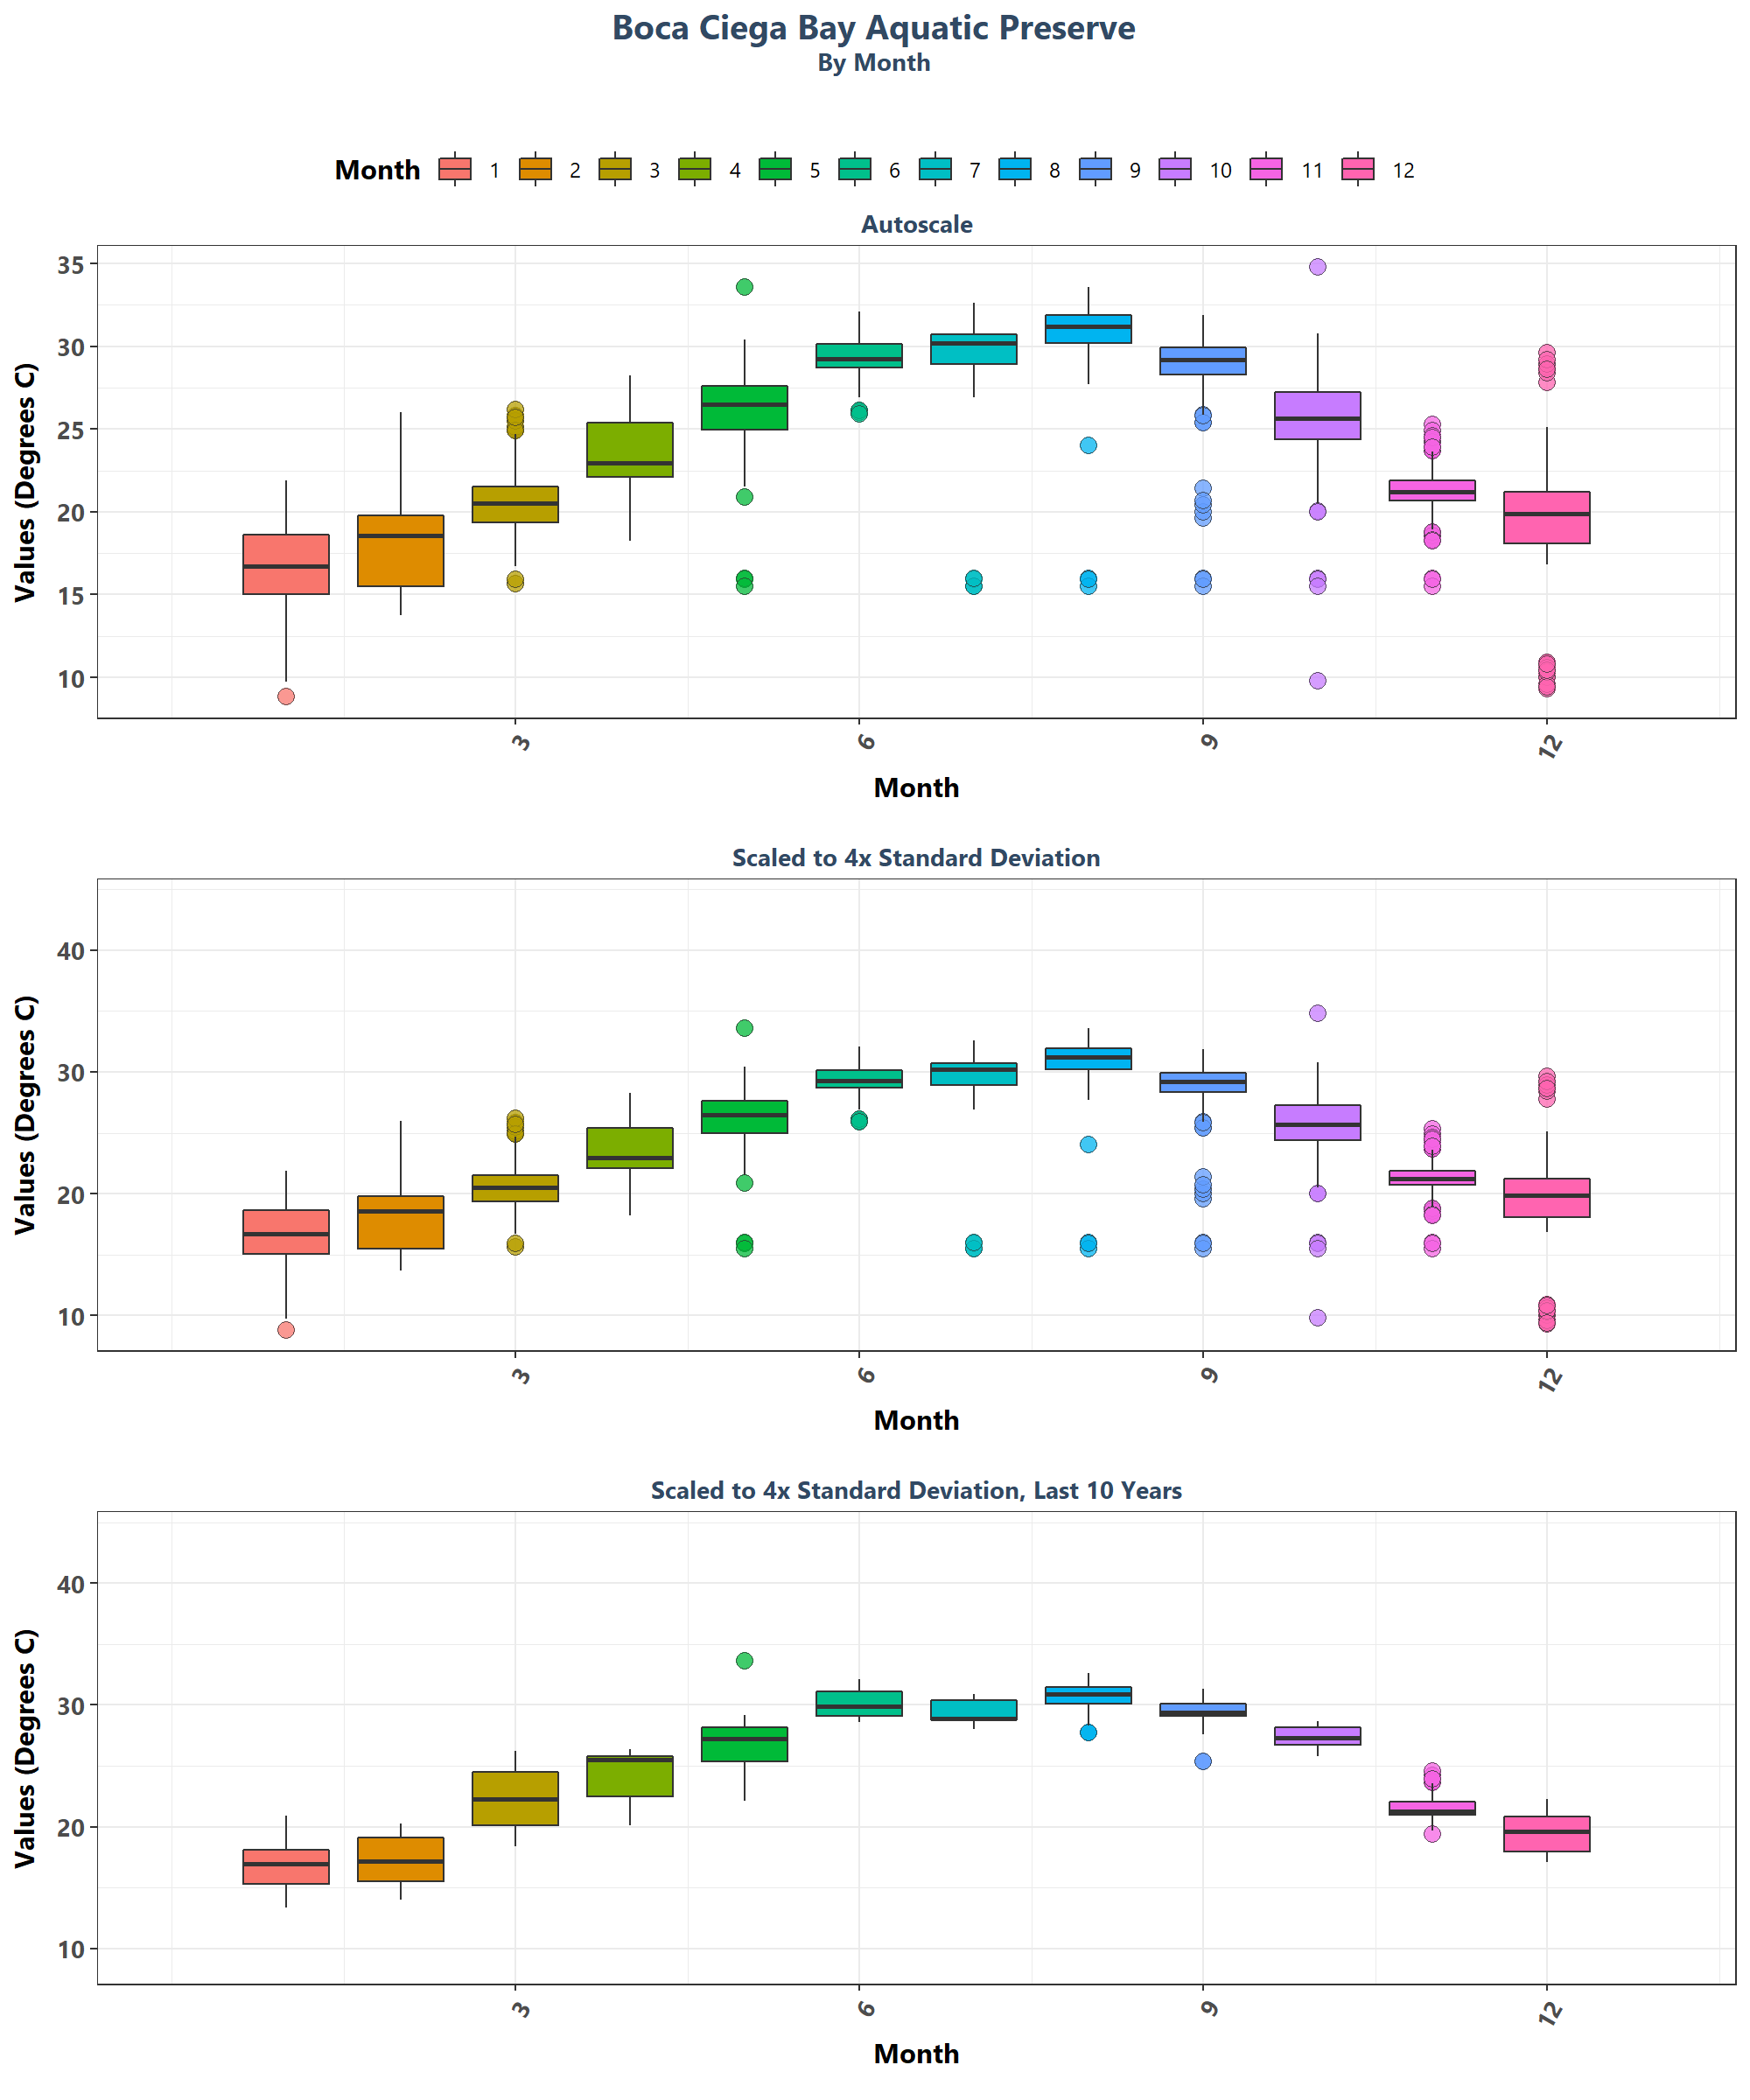 Boca Ciega Bay Aquatic Preserve
By Month
Month 1 2 3 4 5 6 7 8 9 10 11 12
Autoscale
Values (Degrees C)
35
30
25
20
15
10
3 6 9 12
Month
Scaled to 4x Standard Deviation
Values (Degrees C)
40
30
20
10
3 6 9 12
Month
Scaled to 4x Standard Deviation, Last 10 Years
Values (Degrees C)
40
30
20
10
3 6 9 12
Month